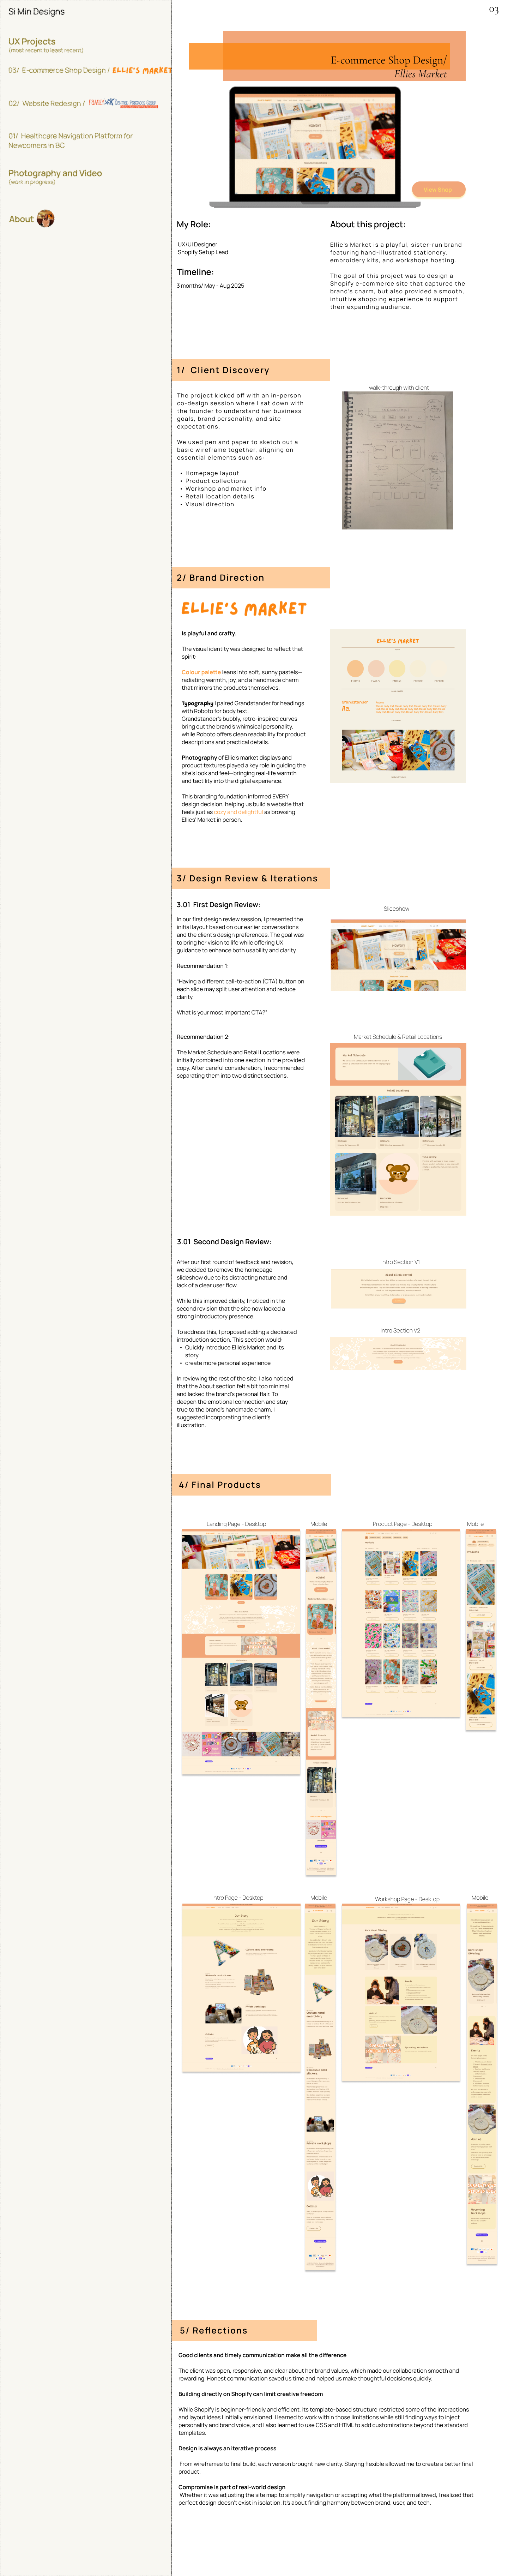 Si Min Designs
UX Projects
(most recent to least recent)
03/ E-commerce Shop Design / ELLIE'S MARKET
02/ Website Redesign /
01/ Healthcare Navigation Platform for
Newcomers in BC
Photography and Video
(work in progress)
About
03
E-commerce Shop Design/
Ellies Market
View Shop
My Role:
UX/UI Designer
Shopify Setup Lead
Timeline:
3 months/ May - Aug 2025
About this project:
Ellie's Market is a playful, sister-run brand
featuring hand-illustrated stationery,
embroidery kits, and workshops hosting.
The goal of this project was to design a
Shopify e-commerce site that captured the
brand's charm, but also provided a smooth,
intuitive shopping experience to support
their expanding audience.
1/ Client Discovery
The project kicked off with an in-person
co-design session where I sat down with
the founder to understand her business
goals, brand personality, and site
expectations.
We used pen and paper to sketch out a
basic wireframe together, aligning on
essential elements such as:
• Homepage layout
• Product collections
• Workshop and market info
• Retail location details
• Visual direction
walk-through with client
2/ Brand Direction
ELLIE'S MARKET
Is playful and crafty.
The visual identity was designed to reflect that
spirit:
Colour palette leans into soft, sunny pastels—
radiating warmth, joy, and a handmade charm
that mirrors the products themselves.
Typography I paired Grandstander for headings
with Roboto for body text.
Grandstander's bubbly, retro-inspired curves
bring out the brand's whimsical personality,
while Roboto offers clean readability for product
descriptions and practical details.
Photography of Ellie's market displays and
product textures played a key role in guiding the
site's look and feel—bringing real-life warmth
and tactility into the digital experience.
This branding foundation informed EVERY
design decision, helping us build a website that
feels just as cozy and delightful as browsing
Ellies' Market in person.
ELLIE'S MARKET
Grandstander
Aa
3/ Design Review & Iterations
3.01 First Design Review:
In our first design review session, I presented the
initial layout based on our earlier conversations
and the client's design preferences. The goal was
to bring her vision to life while offering UX
guidance to enhance both usability and clarity.
Recommendation 1:
"Having a different call-to-action (CTA) button on
each slide may split user attention and reduce
clarity.
What is your most important CTA?"
Slideshow
Recommendation 2:
The Market Schedule and Retail Locations were
initially combined into one section in the provided
copy. After careful consideration, I recommended
separating them into two distinct sections.
Market Schedule & Retail Locations
3.01 Second Design Review:
After our first round of feedback and revision,
we decided to remove the homepage
slideshow due to its distracting nature and
lack of a clear user flow.
While this improved clarity, I noticed in the
second revision that the site now lacked a
strong introductory presence.
To address this, I proposed adding a dedicated
introduction section. This section would:
• Quickly introduce Ellie's Market and its
story
• create more personal experience
In reviewing the rest of the site, I also noticed
that the About section felt a bit too minimal
and lacked the brand's personal flair. To
deepen the emotional connection and stay
true to the brand's handmade charm, I
suggested incorporating the client's
illustration.
Intro Section V1
Intro Section V2
4/ Final Products
Landing Page - Desktop
Mobile
Product Page - Desktop
Mobile
Intro Page - Desktop
Mobile
Workshop Page - Desktop
Mobile
Our Story
Our Story
5/ Reflections
Good clients and timely communication make all the difference
The client was open, responsive, and clear about her brand values, which made our collaboration smooth and
rewarding. Honest communication saved us time and helped us make thoughtful decisions quickly.
Building directly on Shopify can limit creative freedom
While Shopify is beginner-friendly and efficient, its template-based structure restricted some of the interactions
and layout ideas I initially envisioned. I learned to work within those limitations while still finding ways to inject
personality and brand voice, and I also learned to use CSS and HTML to add customizations beyond the standard
templates.
Design is always an iterative process
From wireframes to final build, each version brought new clarity. Staying flexible allowed me to create a better final
product.
Compromise is part of real-world design
Whether it was adjusting the site map to simplify navigation or accepting what the platform allowed, I realized that
perfect design doesn't exist in isolation. It's about finding harmony between brand, user, and tech.